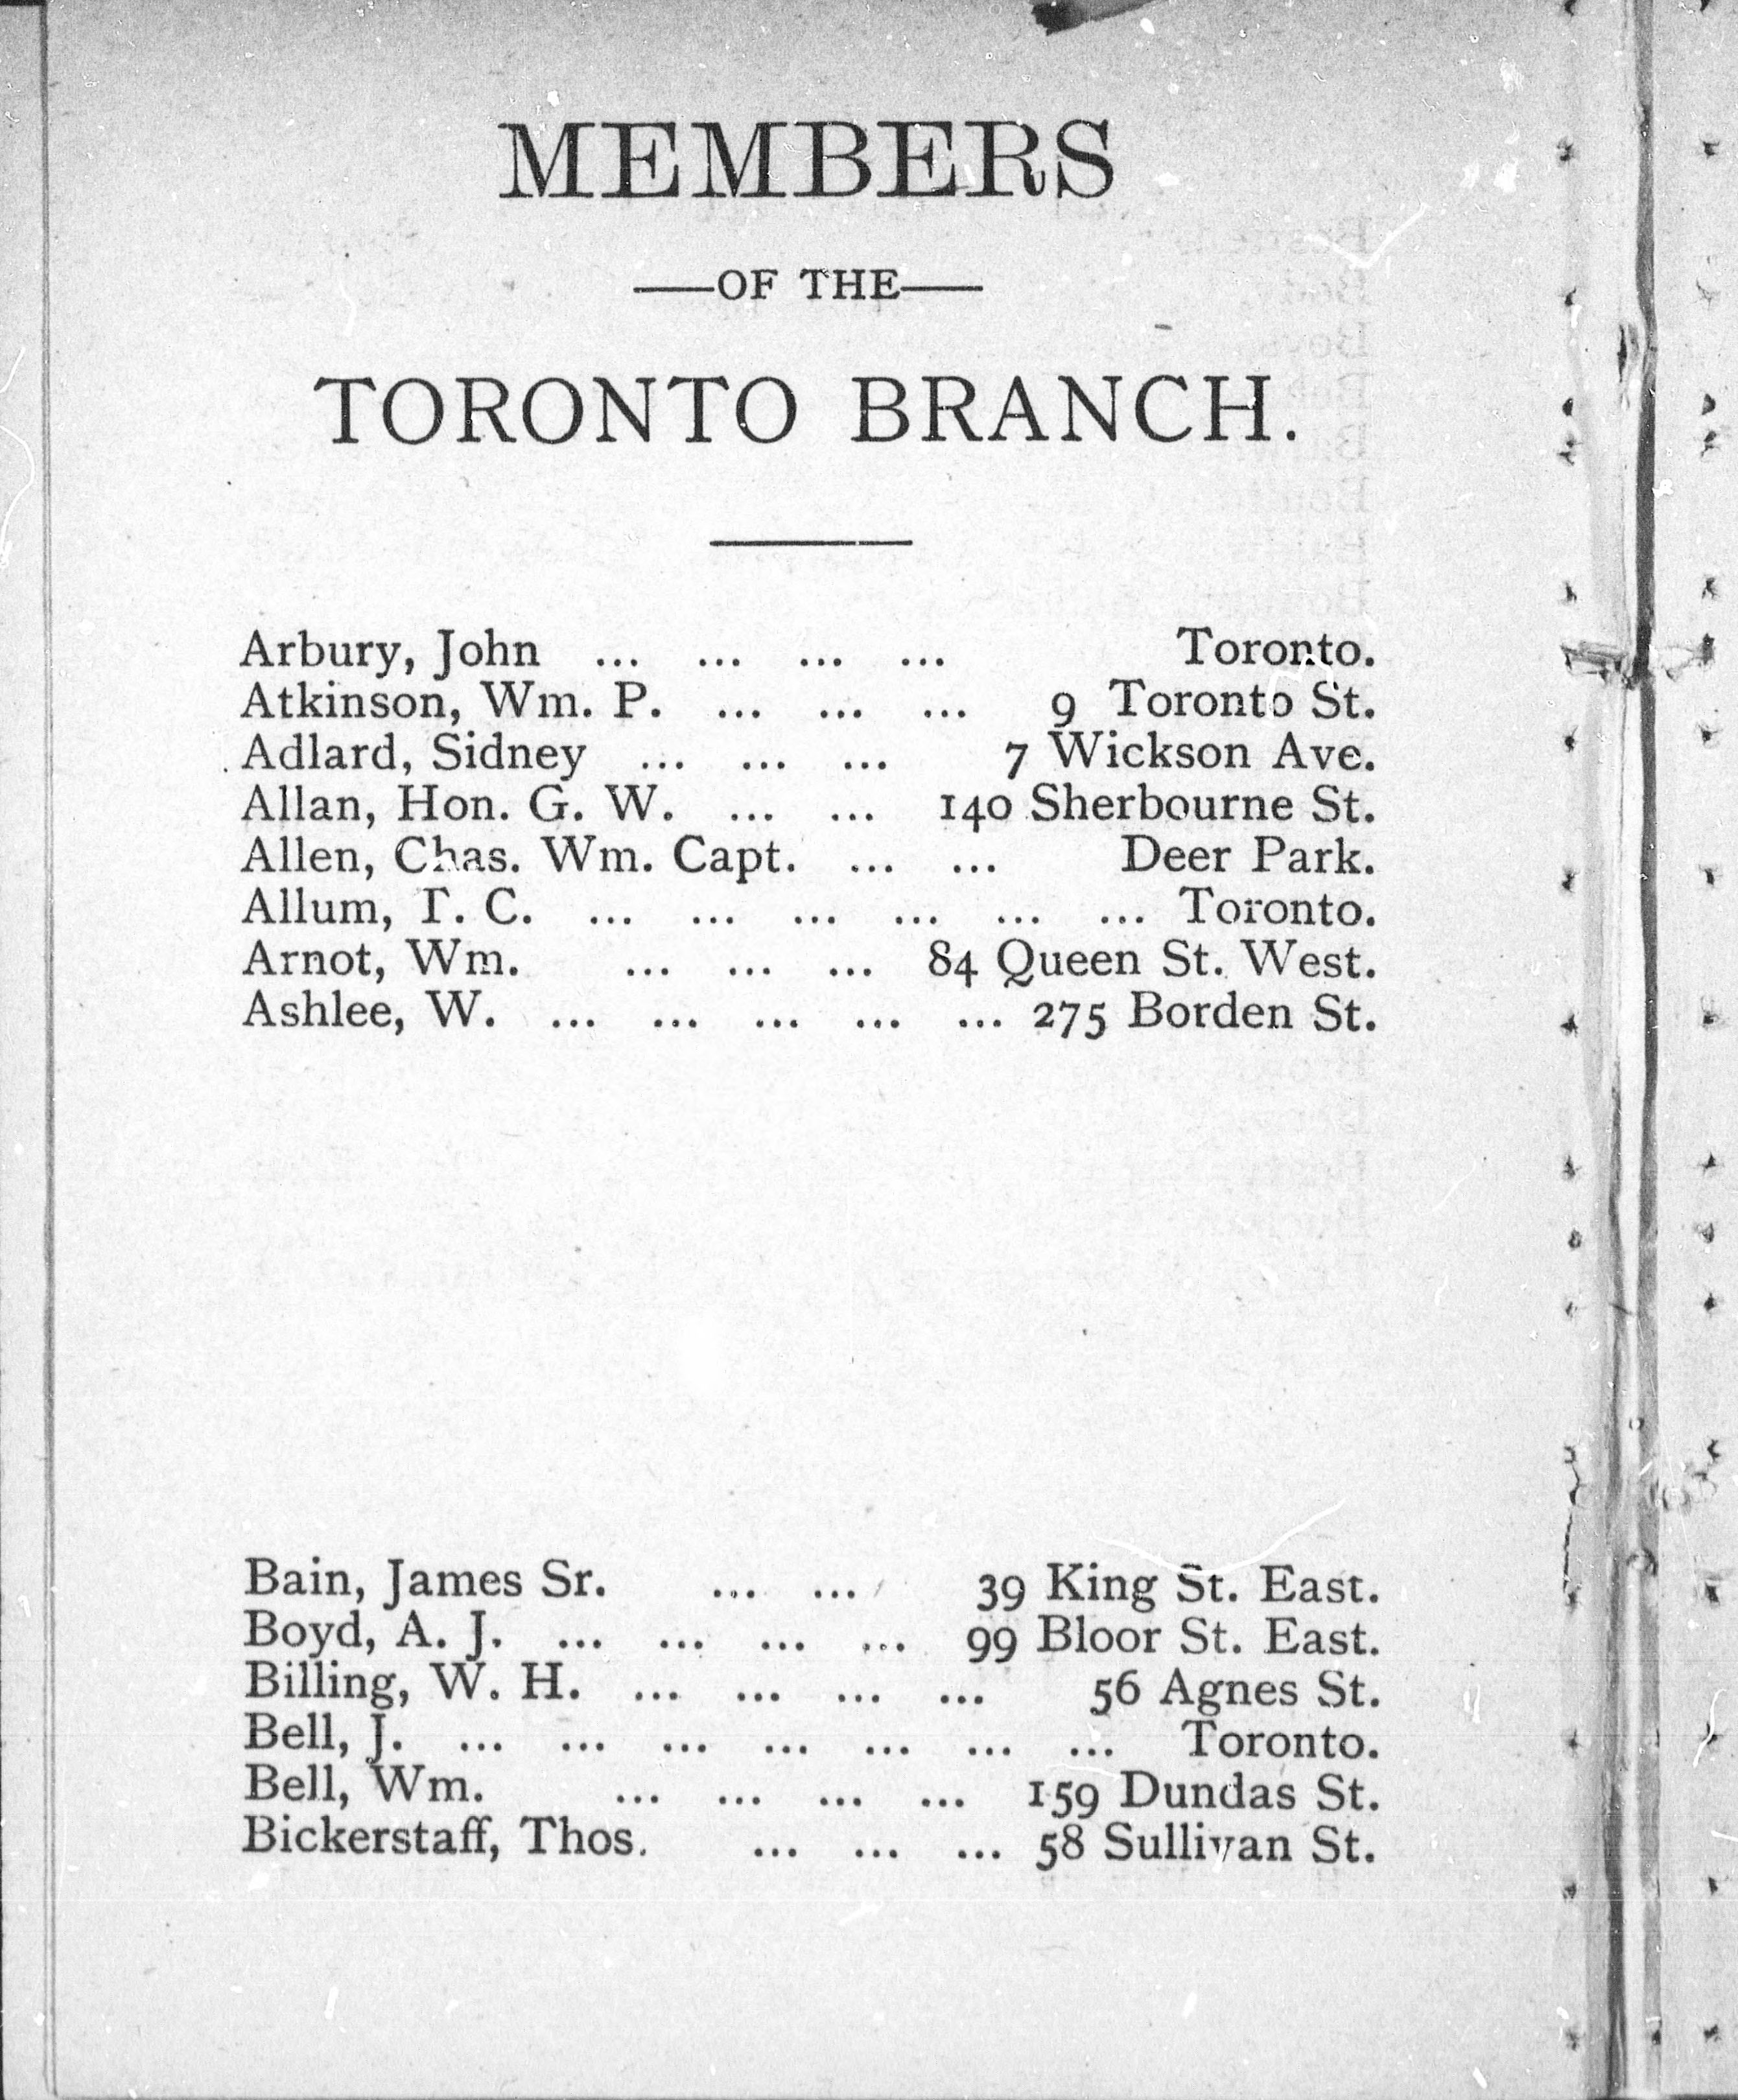 MEMBERS
—OF THE—
TORONTO BRANCH.
Arbury, John ... ... ... ... Toronto.
Atkinson, Wm. P. ... ... ... 9 Toronto St.
Adlard, Sidney ... ... ... 7 Wickson Ave.
Allan, Hon. G. W. ... ... 140 Sherbourne St.
Allen, Chas. Wm. Capt. ... ... Deer Park.
Allum, T. C. ... ... ... ... ... ... Toronto.
Arnot, Wm. ... ... ... 84 Queen St. West.
Ashlee, W. ... ... ... ... ... 275 Borden St.
Bain, James Sr. ... ... 39 King St. East.
Boyd, A. J. ... ... ... ... 99 Bloor St. East.
Billing, W. H. ... ... ... ... 56 Agnes St.
Bell, J. ... ... ... ... ... ... ... Toronto.
Bell, Wm. ... ... ... ... 159 Dundas St.
Bickerstaff, Thos. ... ... ... 58 Sullivan St.